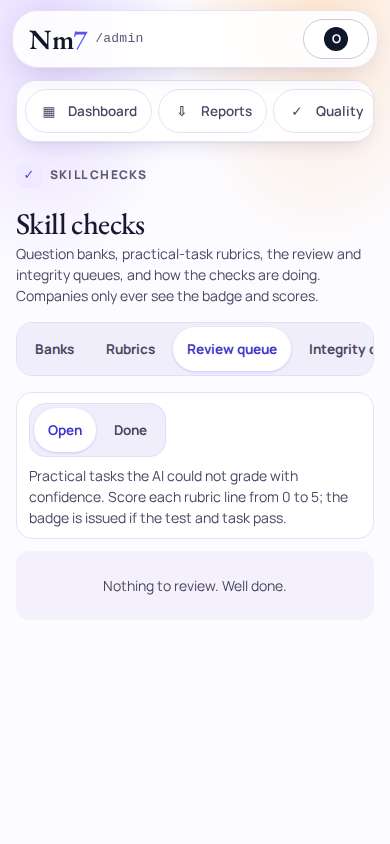 Nm7 /admin O
Dashboard Reports Quality
SKILL CHECKS
Skill checks
Question banks, practical-task rubrics, the review and
integrity queues, and how the checks are doing.
Companies only ever see the badge and scores.
Banks Rubrics Review queue Integrity
Open Done
Practical tasks the AI could not grade with
confidence. Score each rubric line from 0 to 5; the
badge is issued if the test and task pass.
Nothing to review. Well done.